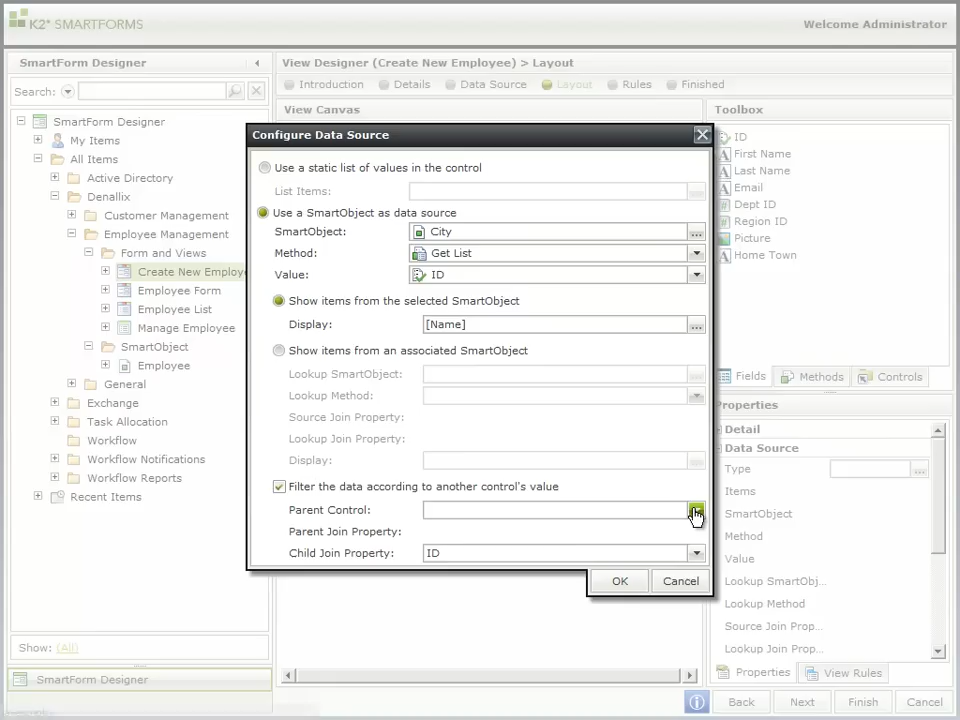 K2* SMARTFORMS
Welcome Administrator
SmartForm Designer
View Designer (Create New Employee) > Layout
Search:
Introduction
Details
Data Source
Layout
Rules
Finished
View Canvas
Toolbox
SmartForm Designer
My Items
All Items
Active Directory
Denallix
Customer Management
Employee Management
Form and Views
Create New Employe
Employee Form
Employee List
Manage Employee
SmartObject
Employee
General
Exchange
Task Allocation
Workflow
Workflow Notifications
Workflow Reports
Recent Items
Show: (All)
SmartForm Designer
Configure Data Source
Use a static list of values in the control
List Items:
...
Use a SmartObject as data source
SmartObject:
City
...
Method:
Get List
Value:
ID
Show items from the selected SmartObject
Display:
[Name]
...
Show items from an associated SmartObject
Lookup SmartObject:
...
Lookup Method:
Source Join Property:
Lookup Join Property:
Display:
...
Filter the data according to another control's value
Parent Control:
Parent Join Property:
Child Join Property:
ID
OK
Cancel
ID
First Name
Last Name
Email
Dept ID
Region ID
Picture
Home Town
Fields
Methods
Controls
Properties
Detail
Data Source
Type
...
Items
SmartObject
Method
Value
Lookup SmartObj...
Lookup Method
Source Join Prop...
Lookup Join Prop...
Properties
View Rules
Back
Next
Finish
Cancel